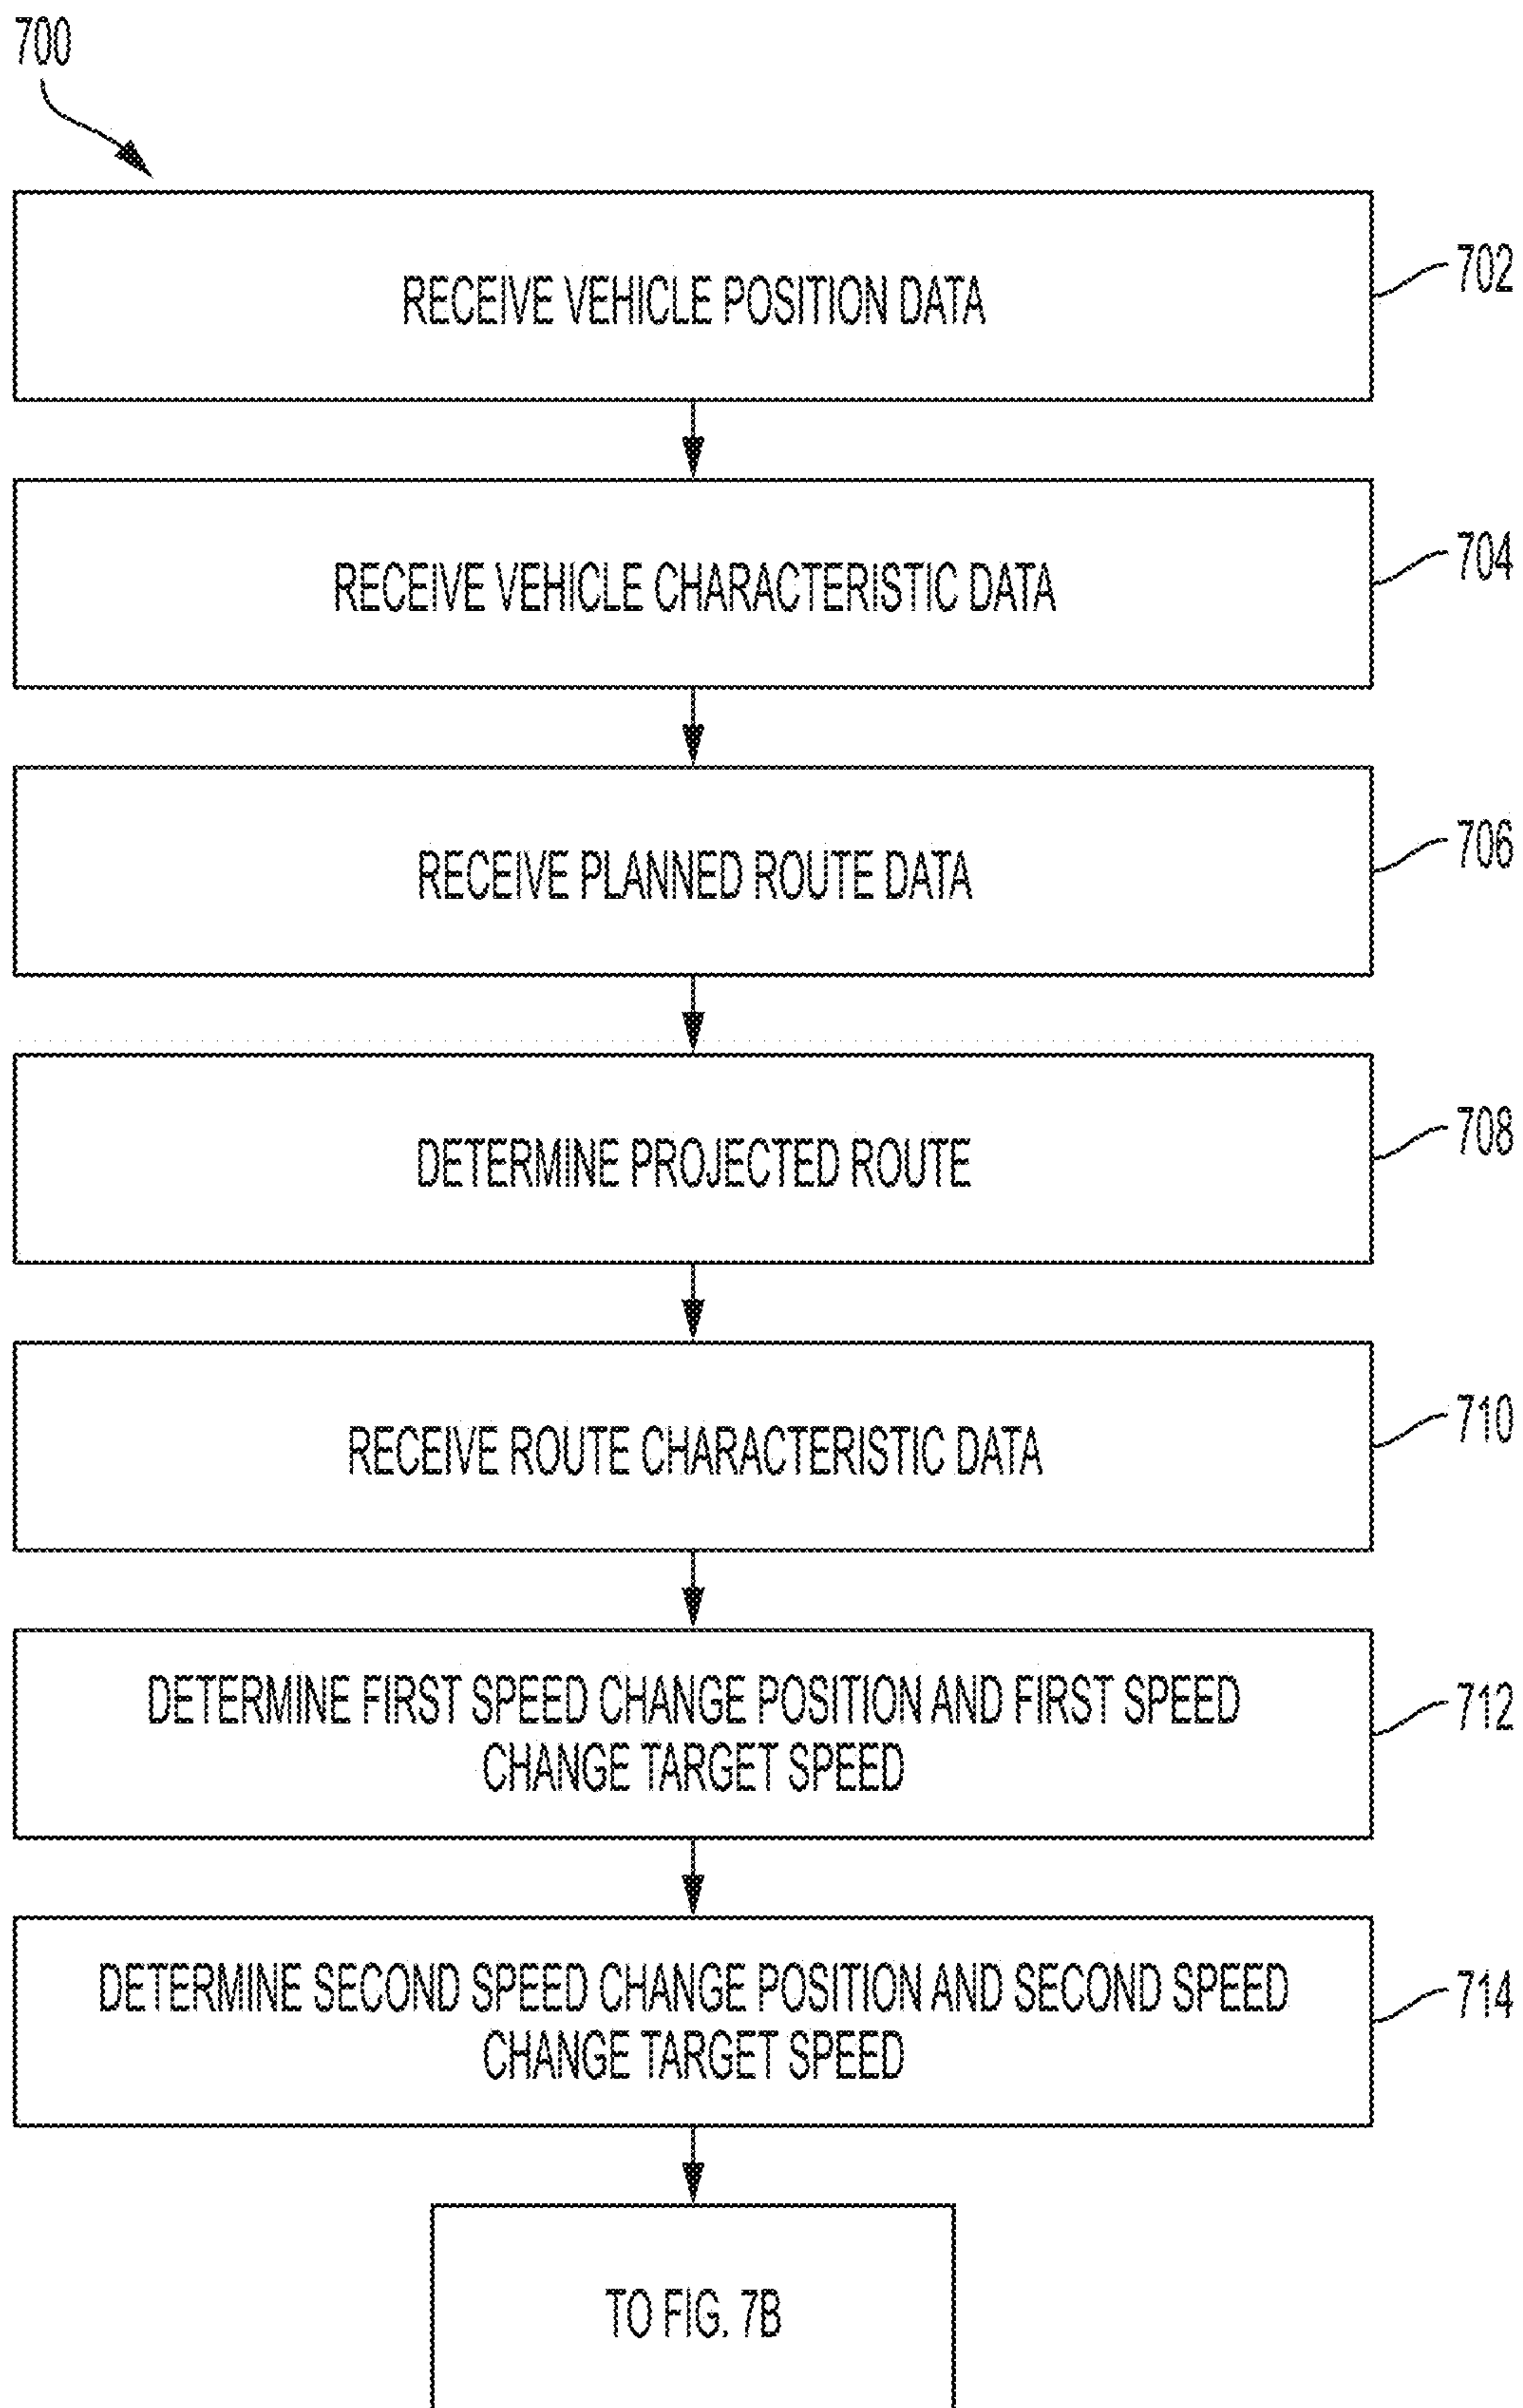 700
RECEIVE VEHICLE POSITION DATA
702
RECEIVE VEHICLE CHARACTERISTIC DATA
704
RECEIVE PLANNED ROUTE DATA
706
DETERMINE PROJECTED ROUTE
708
RECEIVE ROUTE CHARACTERISTIC DATA
710
DETERMINE FIRST SPEED CHANGE POSITION AND FIRST SPEED
CHANGE TARGET SPEED
712
DETERMINE SECOND SPEED CHANGE POSITION AND SECOND SPEED
CHANGE TARGET SPEED
714
TO FIG. 7B